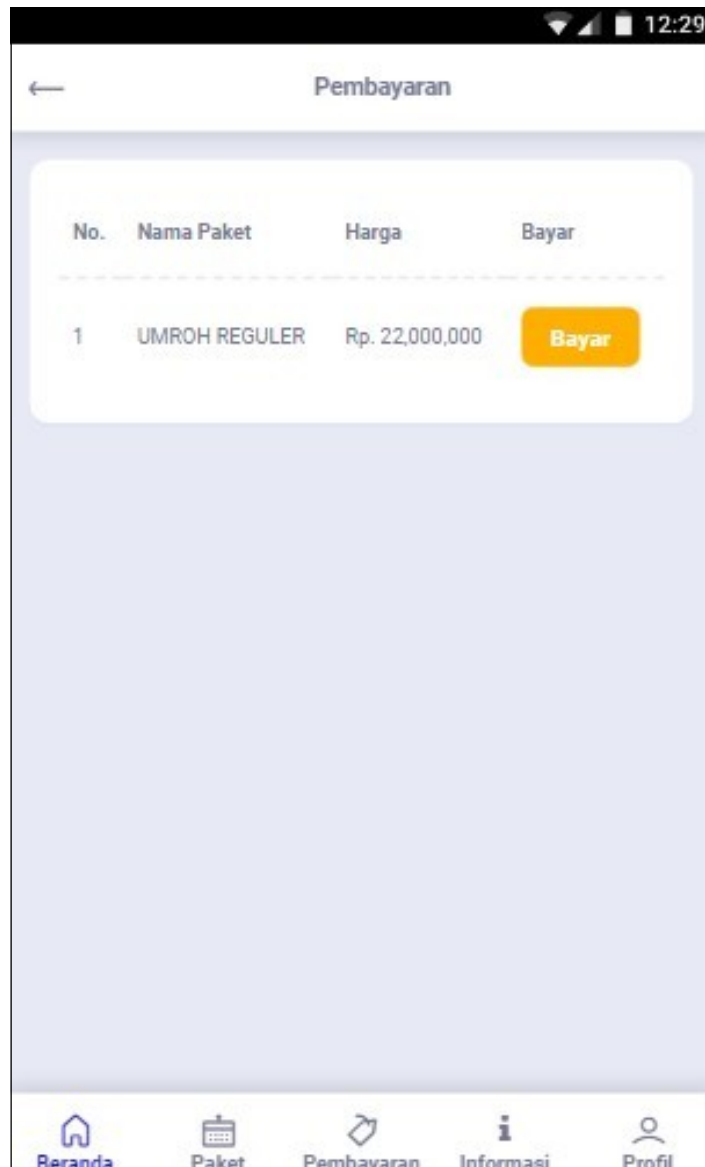 12:29
Pembayaran
No. Nama Paket Harga Bayar
1 UMROH REGULER Rp. 22,000,000 Bayar
Beranda Paket Pembayaran Informasi Profil